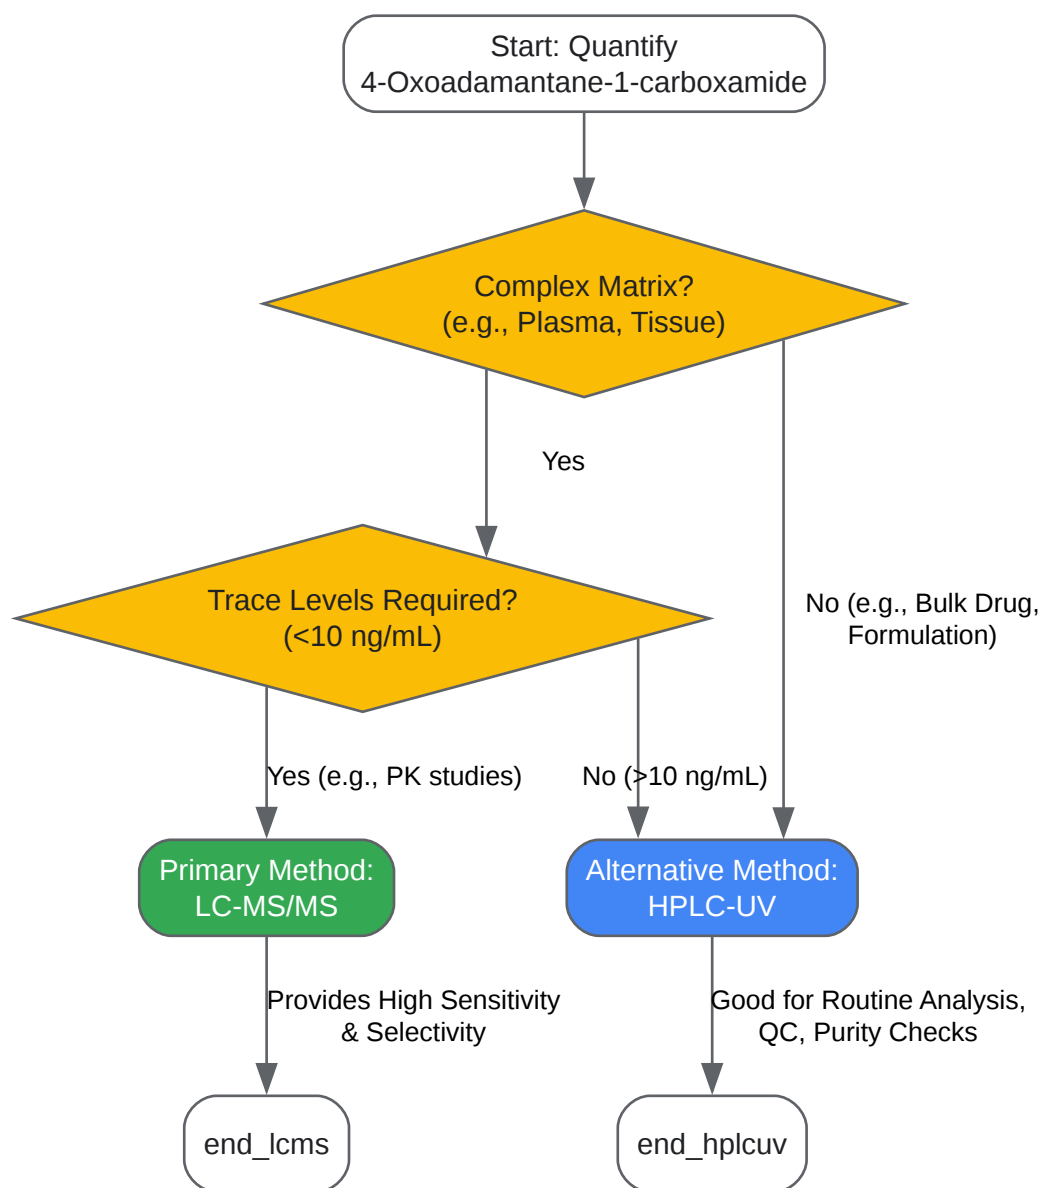 Start: Quantify
4-Oxoadamantane-1-carboxamide
Complex Matrix?
(e.g., Plasma, Tissue)
Yes
Trace Levels Required?
(<10 ng/mL)
No (e.g., Bulk Drug,
Formulation)
Yes (e.g., PK studies)
No (>10 ng/mL)
Primary Method:
LC-MS/MS
Alternative Method:
HPLC-UV
Provides High Sensitivity
& Selectivity
Good for Routine Analysis,
QC, Purity Checks
end_lcms
end_hplcuv